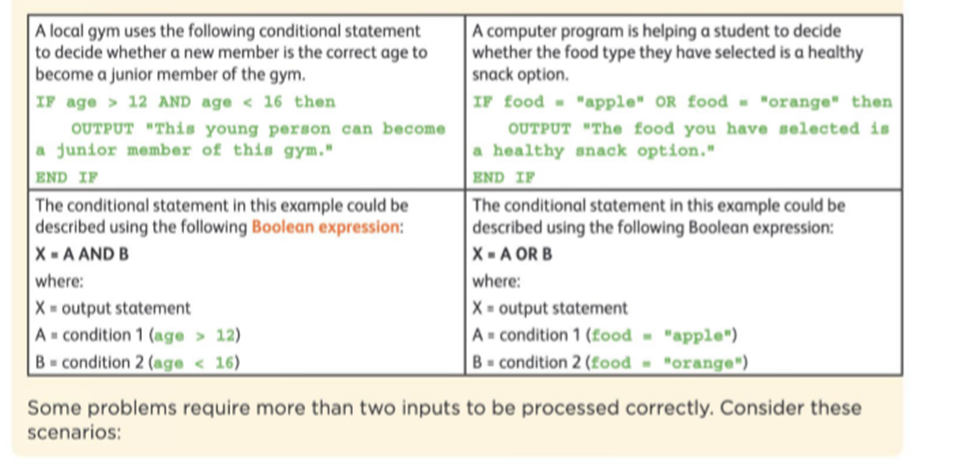 A local gym uses the following conditional statement
to decide whether a new member is the correct age to
become a junior member of the gym.
IF age > 12 AND age < 16 then
OUTPUT "This young person can become
a junior member of this gym."
END IF
A computer program is helping a student to decide
whether the food type they have selected is a healthy
snack option.
IF food = "apple" OR food = "orange" then
OUTPUT "The food you have selected is
a healthy snack option."
END IF
The conditional statement in this example could be
described using the following Boolean expression:
X = A AND B
where:
X = output statement
A = condition 1 (age > 12)
B = condition 2 (age < 16)
The conditional statement in this example could be
described using the following Boolean expression:
X = A OR B
where:
X = output statement
A = condition 1 (food = "apple")
B = condition 2 (food = "orange")
Some problems require more than two inputs to be processed correctly. Consider these
scenarios: